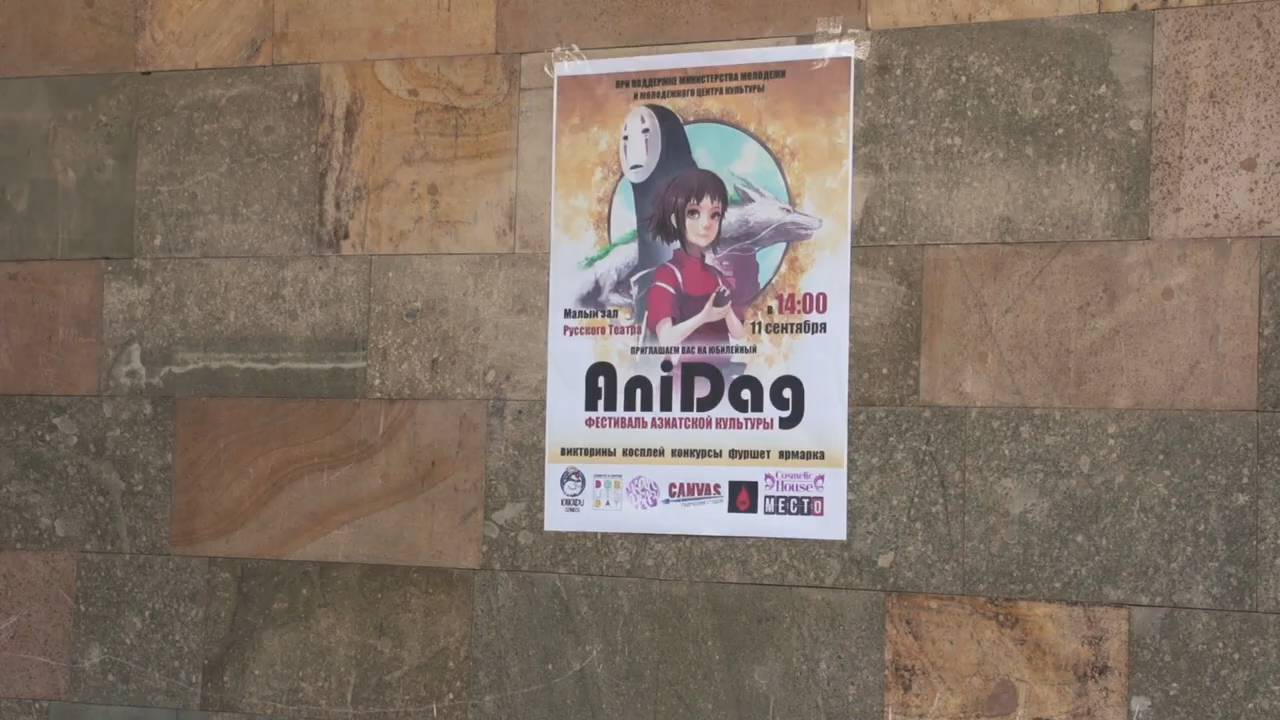 ПРИ ПОДДЕРЖКЕ МИНИСТЕРСТВА МОЛОДЕЖИ
И МОЛОДЕЖНОГО ЦЕНТРА КУЛЬТУРЫ
Малый зал
Русского Театра
в 14:00
11 сентября
ПРИГЛАШАЕМ ВАС НА ЮБИЛЕЙНЫЙ
AniDag
ФЕСТИВАЛЬ АЗИАТСКОЙ КУЛЬТУРЫ
викторины косплей конкурсы фуршет ярмарка
CANVAS
Cosmetic
House
МЕСТО